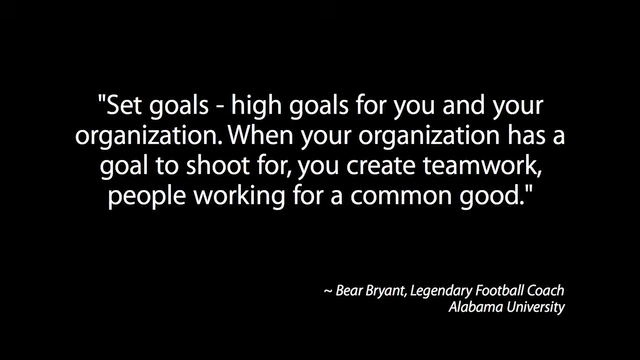 "Set goals - high goals for you and your
organization. When your organization has a
goal to shoot for, you create teamwork,
people working for a common good."
~ Bear Bryant, Legendary Football Coach
Alabama University